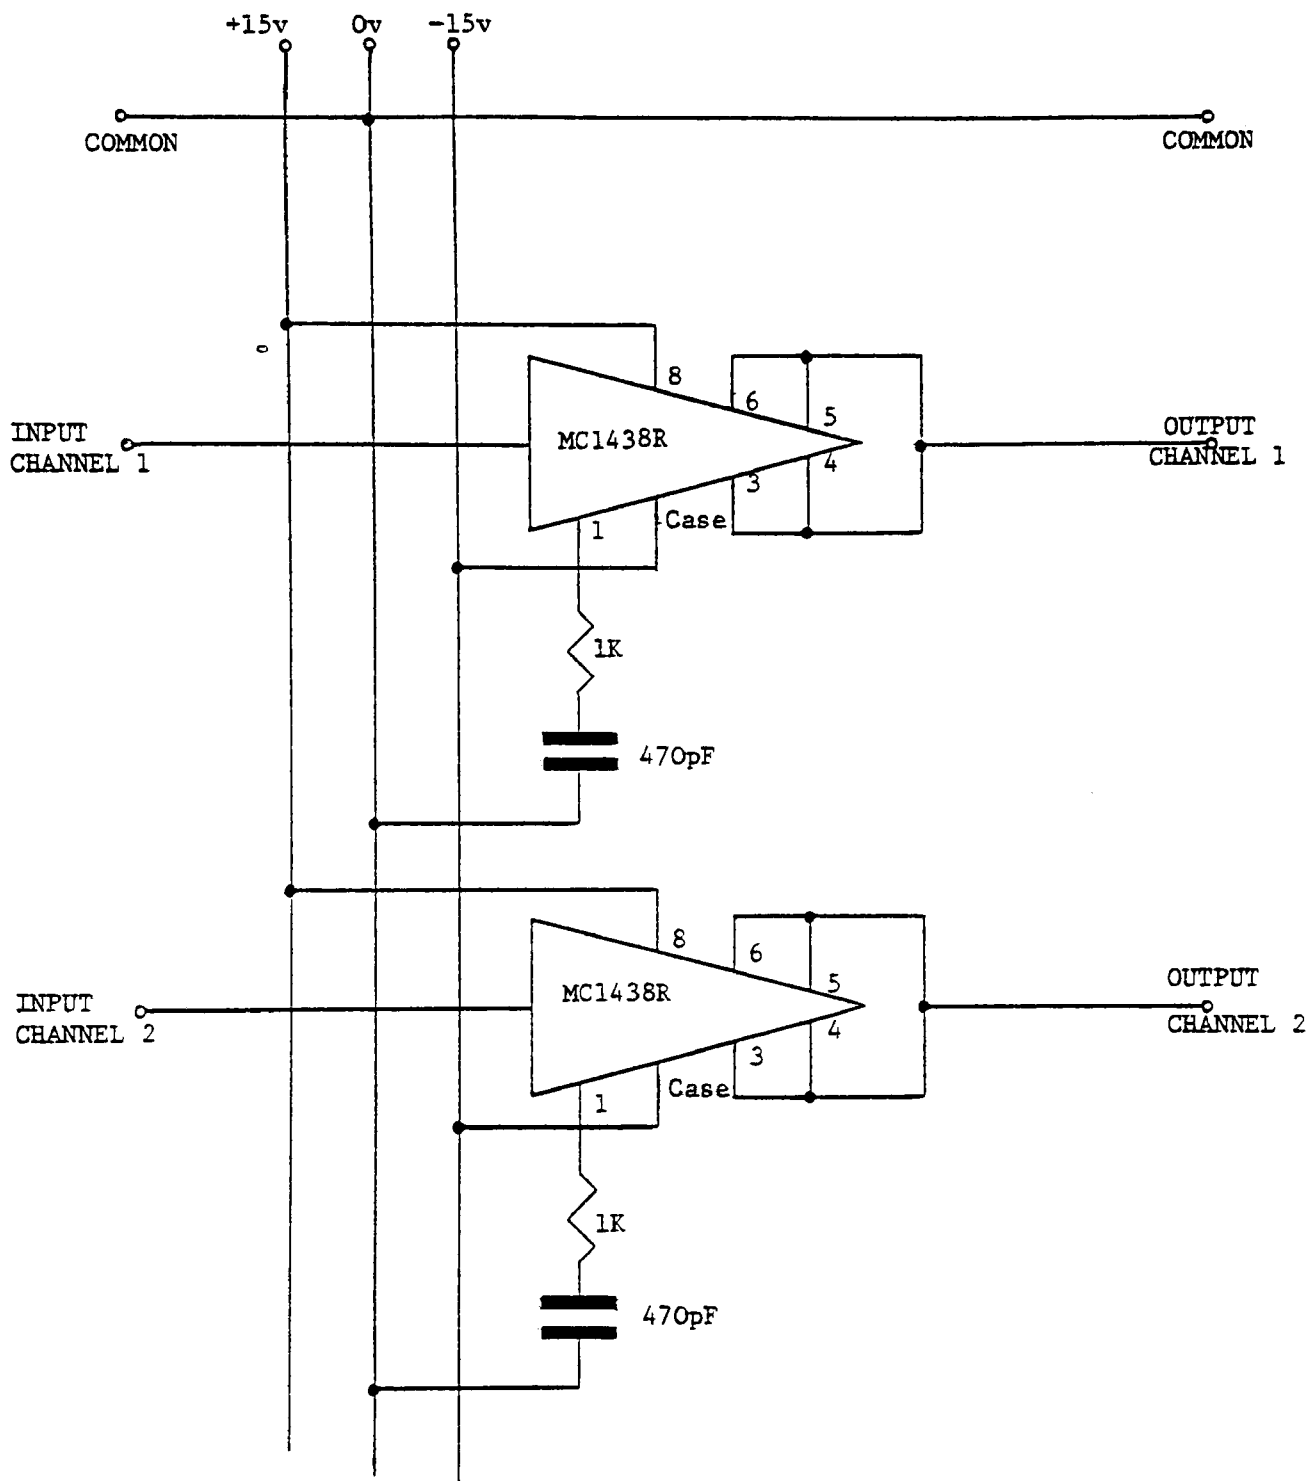 +15v 0v -15v
COMMON
COMMON
8
6
5
INPUT
CHANNEL 1
MC1438R
OUTPUT
CHANNEL 1
4
3
Case
1
1K
470pF
8
6
5
INPUT
CHANNEL 2
MC1438R
OUTPUT
CHANNEL 2
4
3
Case
1
1K
470pF